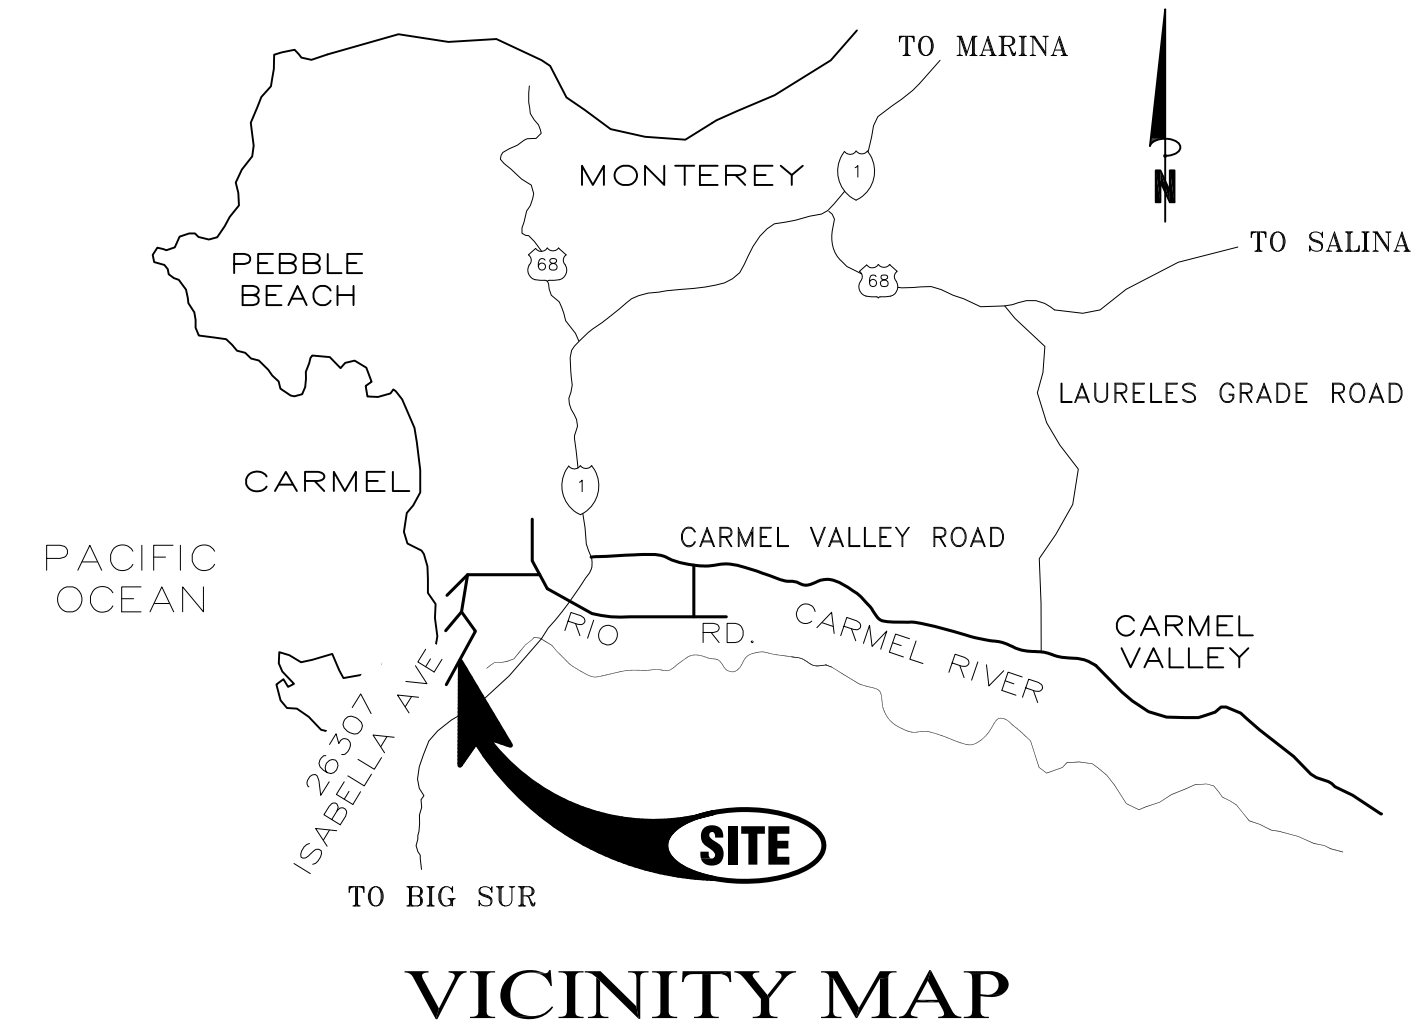 TO MARINA
1
MONTEREY
N
TO SALINA
PEBBLE
BEACH
68
68
LAURELES GRADE ROAD
CARMEL
1
PACIFIC
OCEAN
CARMEL VALLEY ROAD
RIO RD.
CARMEL RIVER
CARMEL
VALLEY
26307
ISABELLA AVE
SITE
TO BIG SUR
VICINITY MAP